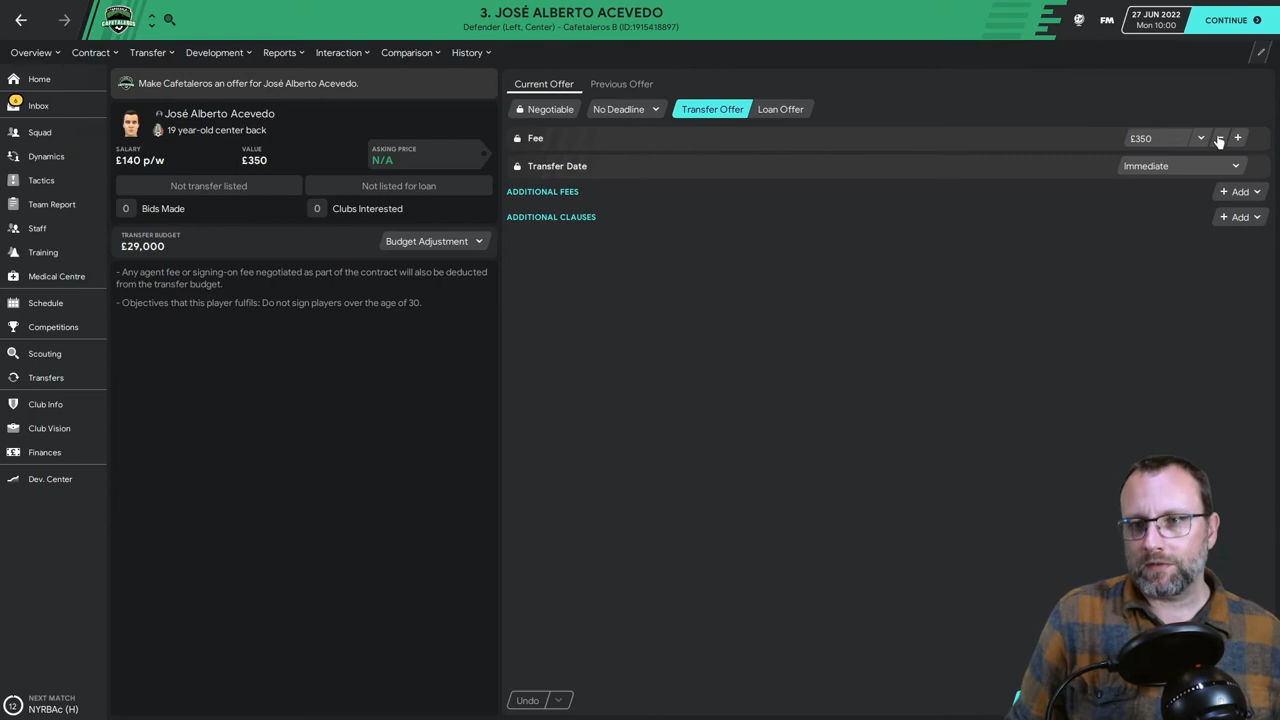 3. JOSÉ ALBERTO ACEVEDO
Defender (Left, Center) - Cafetaleros B (ID:1915418897)
FM
27 JUN 2022
Mon 10:00
CONTINUE
Overview
Contract
Transfer
Development
Reports
Interaction
Comparison
History
Home
6
Inbox
Squad
Dynamics
Tactics
Team Report
Staff
Training
Medical Centre
Schedule
Competitions
Scouting
Transfers
Club Info
Club Vision
Finances
Dev. Center
12
NEXT MATCH
NYRBAc (H)
Make Cafetaleros an offer for José Alberto Acevedo.
José Alberto Acevedo
19 year-old center back
SALARY
£140 p/w
VALUE
£350
ASKING PRICE
N/A
Not transfer listed
Not listed for loan
0 Bids Made
0 Clubs Interested
TRANSFER BUDGET
£29,000
Budget Adjustment
- Any agent fee or signing-on fee negotiated as part of the contract will also be deducted
from the transfer budget.
- Objectives that this player fulfils: Do not sign players over the age of 30.
Current Offer
Previous Offer
Negotiable
No Deadline
Transfer Offer
Loan Offer
Fee
£350
Transfer Date
Immediate
ADDITIONAL FEES
+ Add
ADDITIONAL CLAUSES
+ Add
Undo